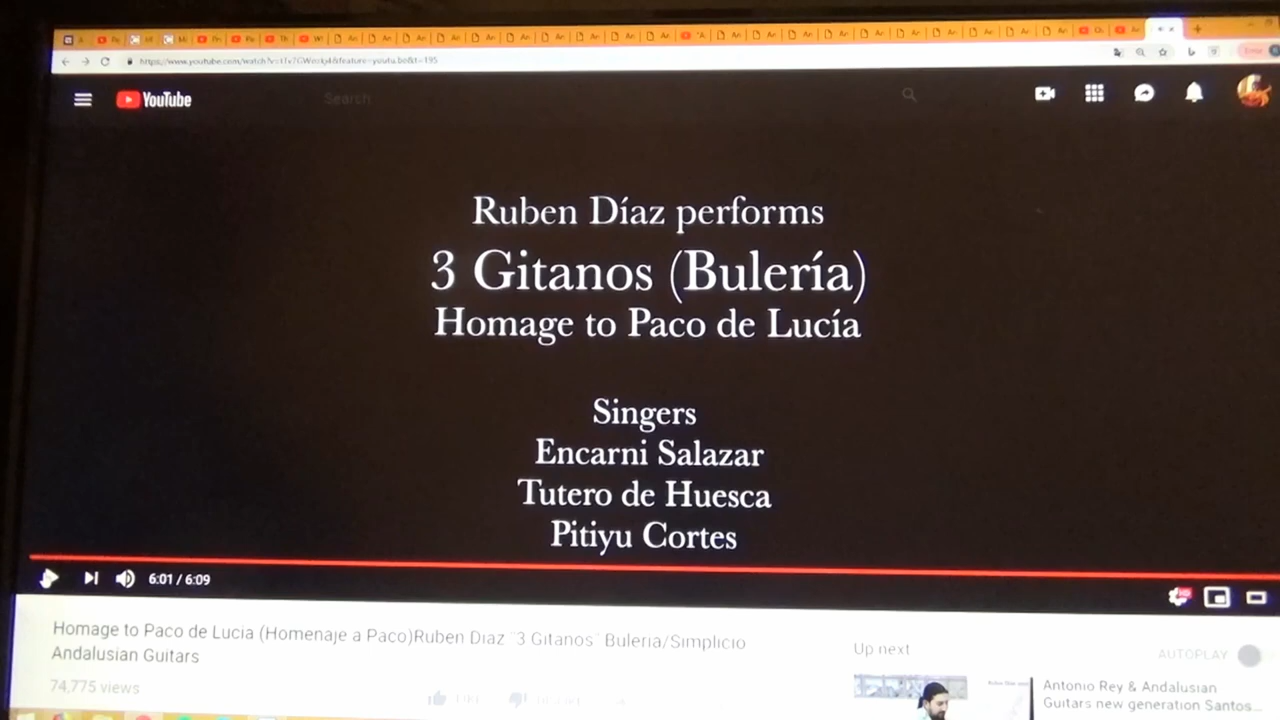 YouTube
Search
Ruben Díaz performs
3 Gitanos (Bulería)
Homage to Paco de Lucía
Singers
Encarni Salazar
Tutero de Huesca
Pitiyu Cortes
6:01 / 6:09
Homage to Paco de Lucia (Homenaje a Paco)Ruben Diaz ¨3 Gitanos¨ Buleria/Simplicio
Andalusian Guitars
74,775 views
Up next
AUTOPLAY
Antonio Rey & Andalusian
Guitars new generation Santos...